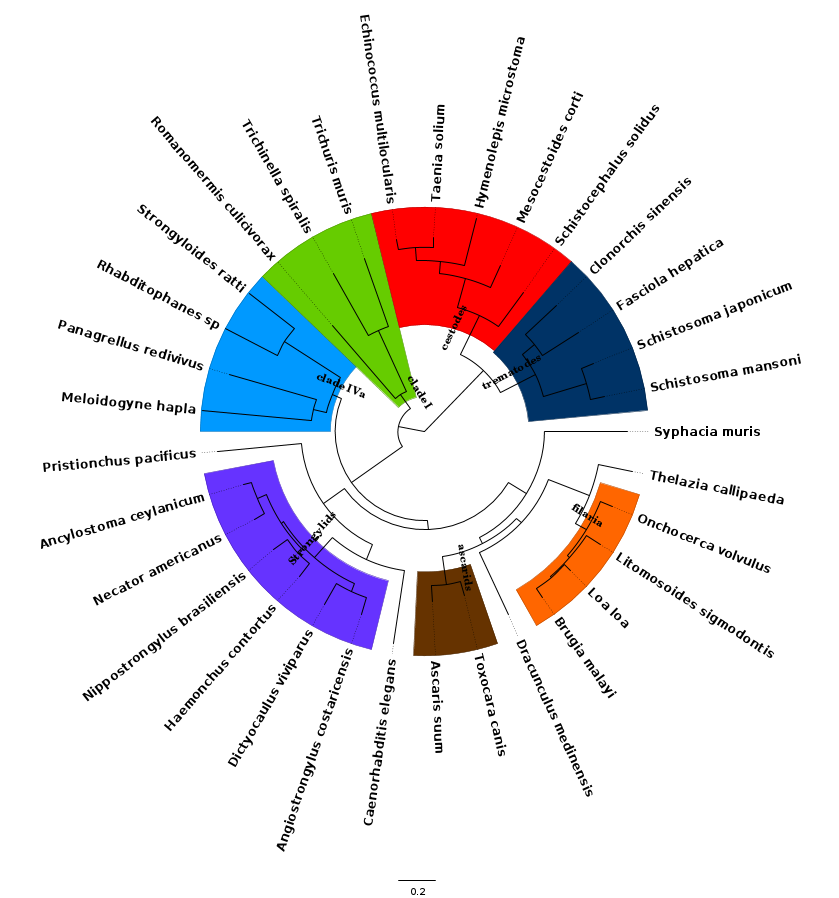 Echinococcus multilocularis
Taenia solium
Hymenolepis microstoma
Mesocestoides corti
Schistocephalus solidus
Clonorchis sinensis
Fasciola hepatica
Schistosoma japonicum
Schistosoma mansoni
Syphacia muris
Thelazia callipaeda
Onchocerca volvulus
Litomosoides sigmodontis
Loa loa
Brugia malayi
Dracunculus medinensis
Toxocara canis
Ascaris suum
Caenorhabditis elegans
Angiostrongylus costaricensis
Dictyocaulus viviparus
Haemonchus contortus
Nippostrongylus brasiliensis
Necator americanus
Ancylostoma ceylanicum
Pristionchus pacificus
Meloidogyne hapla
Panagrellus redivivus
Rhabditophanes sp
Strongyloides ratti
Romanomermis culicivorax
Trichinella spiralis
Trichuris muris
cestodes
trematodes
clade I
clade IVa
filaria
ascarids
Strongylids
0.2